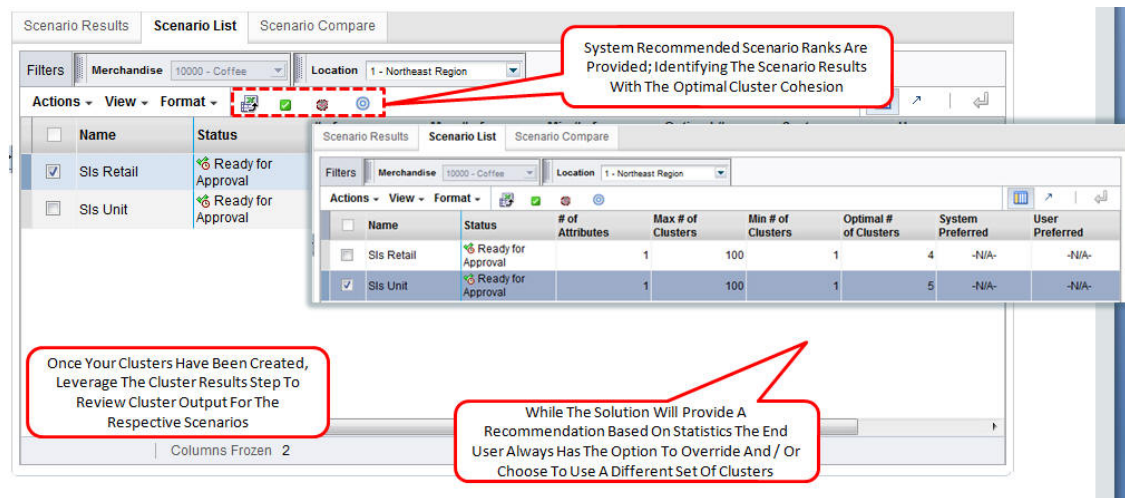 Scenario Results Scenario List Scenario Compare
Filters Merchandise 10000 - Coffee Location 1 - Northeast Region
Actions View Format
Name Status
Sls Retail Ready for
Approval
Sls Unit Ready for
Approval
System Recommended Scenario Ranks Are
Provided; Identifying The Scenario Results
With The Optimal Cluster Cohesion
Scenario Results Scenario List Scenario Compare
Filters Merchandise 10000 - Coffee Location 1 - Northeast Region
Actions View Format
Name Status # of Attributes Max # of Clusters Min # of Clusters Optimal # of Clusters System Preferred User Preferred
Sls Retail Ready for Approval 1 100 1 4 -N/A- -N/A-
Sls Unit Ready for Approval 1 100 1 5 -N/A- -N/A-
Once Your Clusters Have Been Created,
Leverage The Cluster Results Step To
Review Cluster Output For The
Respective Scenarios
While The Solution Will Provide A
Recommendation Based On Statistics The End
User Always Has The Option To Override And / Or
Choose To Use A Different Set Of Clusters
Columns Frozen 2